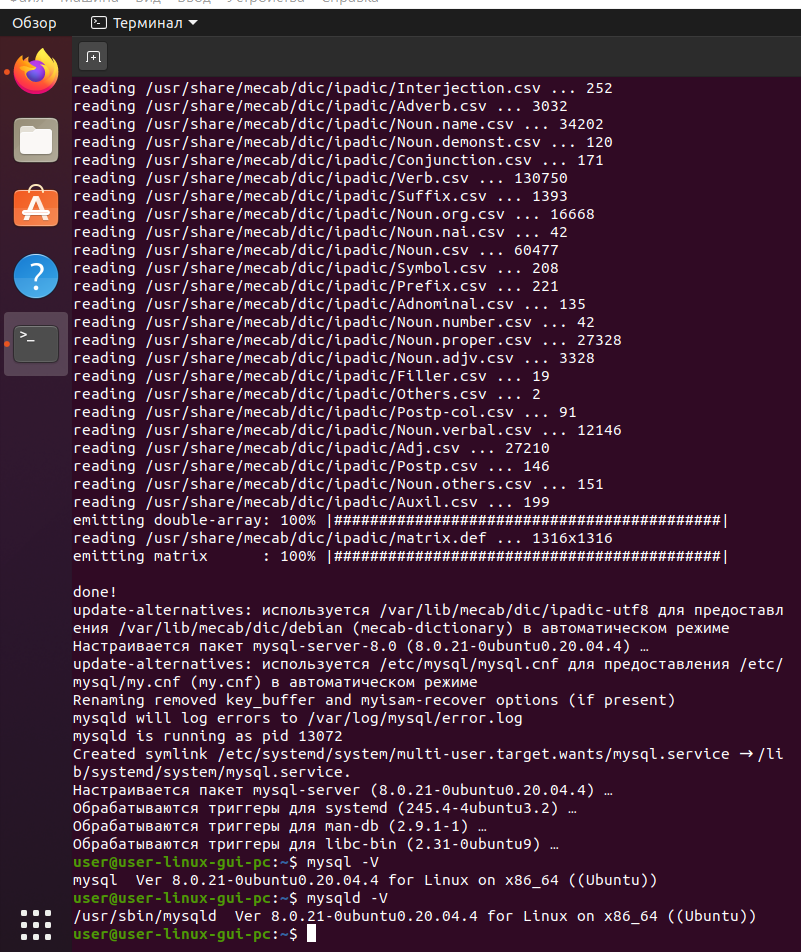 Файл Машина Вид Ввод Устройства Справка
Обзор
Терминал
reading /usr/share/mecab/dic/ipadic/Interjection.csv ... 252
reading /usr/share/mecab/dic/ipadic/Adverb.csv ... 3032
reading /usr/share/mecab/dic/ipadic/Noun.name.csv ... 34202
reading /usr/share/mecab/dic/ipadic/Noun.demonst.csv ... 120
reading /usr/share/mecab/dic/ipadic/Conjunction.csv ... 171
reading /usr/share/mecab/dic/ipadic/Verb.csv ... 130750
reading /usr/share/mecab/dic/ipadic/Suffix.csv ... 1393
reading /usr/share/mecab/dic/ipadic/Noun.org.csv ... 16668
reading /usr/share/mecab/dic/ipadic/Noun.nai.csv ... 42
reading /usr/share/mecab/dic/ipadic/Noun.csv ... 60477
reading /usr/share/mecab/dic/ipadic/Symbol.csv ... 208
reading /usr/share/mecab/dic/ipadic/Prefix.csv ... 221
reading /usr/share/mecab/dic/ipadic/Adnominal.csv ... 135
reading /usr/share/mecab/dic/ipadic/Noun.number.csv ... 42
reading /usr/share/mecab/dic/ipadic/Noun.proper.csv ... 27328
reading /usr/share/mecab/dic/ipadic/Noun.adjv.csv ... 3328
reading /usr/share/mecab/dic/ipadic/Filler.csv ... 19
reading /usr/share/mecab/dic/ipadic/Others.csv ... 2
reading /usr/share/mecab/dic/ipadic/Postp-col.csv ... 91
reading /usr/share/mecab/dic/ipadic/Noun.verbal.csv ... 12146
reading /usr/share/mecab/dic/ipadic/Adj.csv ... 27210
reading /usr/share/mecab/dic/ipadic/Postp.csv ... 146
reading /usr/share/mecab/dic/ipadic/Noun.others.csv ... 151
reading /usr/share/mecab/dic/ipadic/Auxil.csv ... 199
emitting double-array: 100% |###########################################|
reading /usr/share/mecab/dic/ipadic/matrix.def ... 1316x1316
emitting matrix      : 100% |###########################################|
done!
update-alternatives: используется /var/lib/mecab/dic/ipadic-utf8 для предоставл
ения /var/lib/mecab/dic/debian (mecab-dictionary) в автоматическом режиме
Настраивается пакет mysql-server-8.0 (8.0.21-0ubuntu0.20.04.4) …
update-alternatives: используется /etc/mysql/mysql.cnf для предоставления /etc/
mysql/my.cnf (my.cnf) в автоматическом режиме
Renaming removed key_buffer and myisam-recover options (if present)
mysqld will log errors to /var/log/mysql/error.log
mysqld is running as pid 13072
Created symlink /etc/systemd/system/multi-user.target.wants/mysql.service → /li
b/systemd/system/mysql.service.
Настраивается пакет mysql-server (8.0.21-0ubuntu0.20.04.4) …
Обрабатываются триггеры для systemd (245.4-4ubuntu3.2) …
Обрабатываются триггеры для man-db (2.9.1-1) …
Обрабатываются триггеры для libc-bin (2.31-0ubuntu9) …
user@user-linux-gui-pc:~$ mysql -V
mysql  Ver 8.0.21-0ubuntu0.20.04.4 for Linux on x86_64 ((Ubuntu))
user@user-linux-gui-pc:~$ mysqld -V
/usr/sbin/mysqld  Ver 8.0.21-0ubuntu0.20.04.4 for Linux on x86_64 ((Ubuntu))
user@user-linux-gui-pc:~$